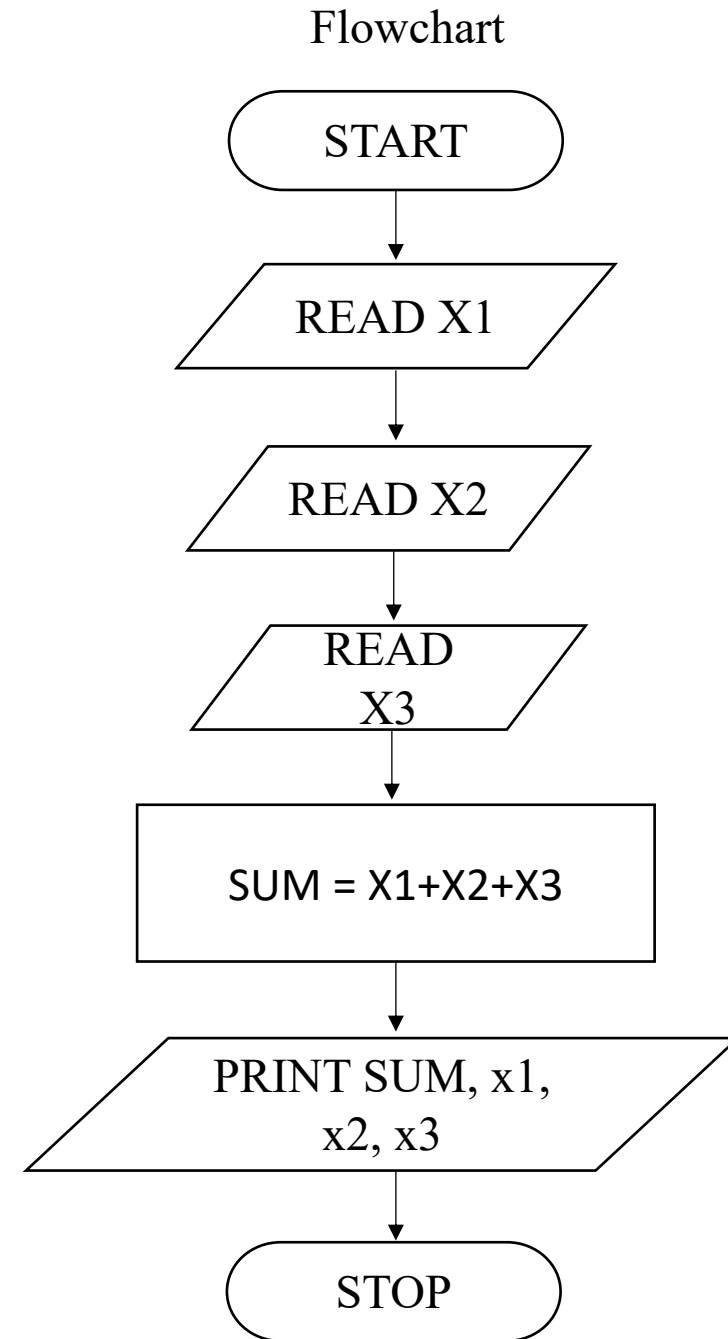 Flowchart
START
READ X1
READ X2
READ
X3
SUM = X1+X2+X3
PRINT SUM, x1,
x2, x3
STOP